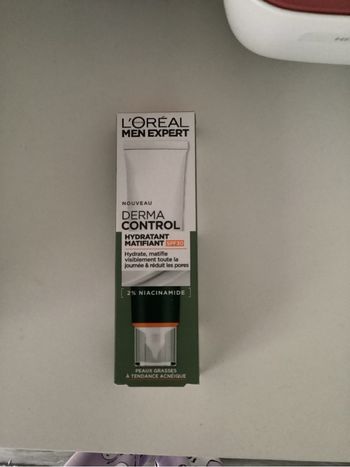 L'ORÉAL
MEN EXPERT
NOUVEAU
DERMA
CONTROL
HYDRATANT
MATIFIANT SPF30
Hydrate, matifie
visiblement toute la
journée & réduit les pores
2% NIACINAMIDE
PEAUX GRASSES
À TENDANCE ACNÉIQUE